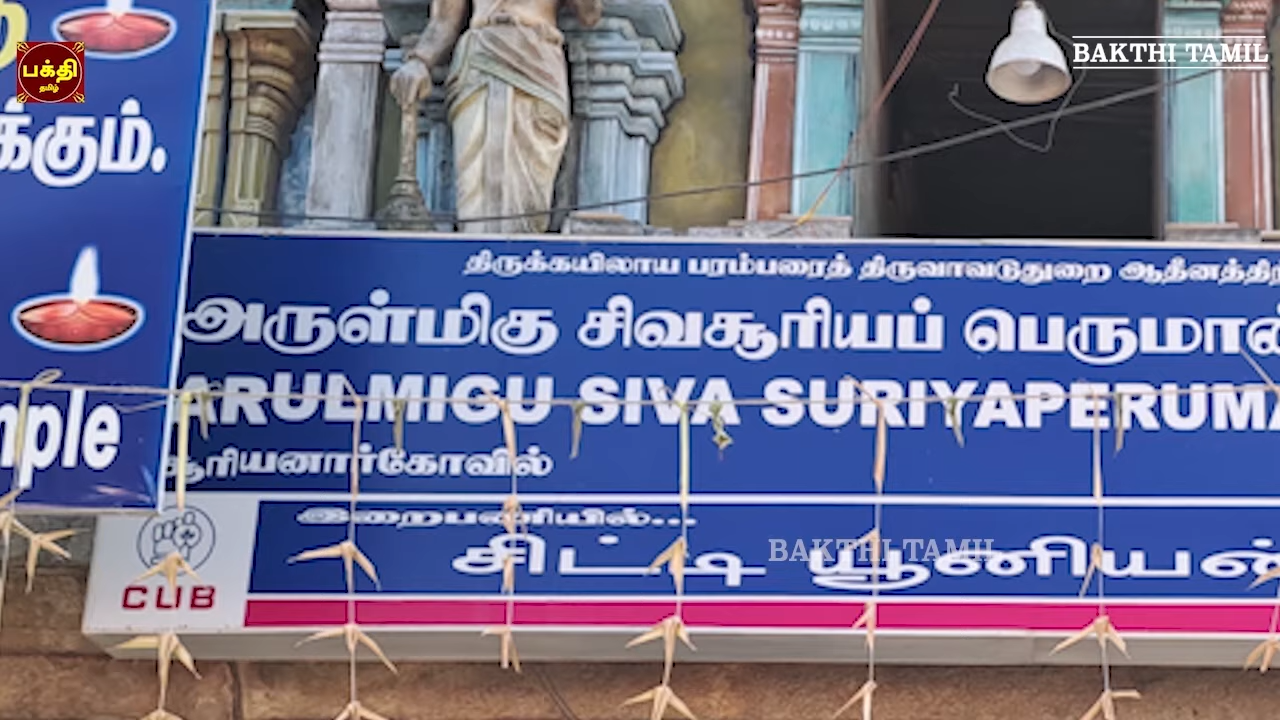 பக்தி
தமிழ்
BAKTHI TAMIL
க்கும்.
mple
திருக்கயிலாய பரம்பரைத் திருவாவடுதுறை ஆதீனத்தி
அருள்மிகு சிவசூரியப் பெருமா
ARULMIGU SIVA SURIYAPERUMA
சூரியனார்கோவில்
இறைபணியில்...
சிட்டி யூனியன்
CUB
BAKTHI TAMIL